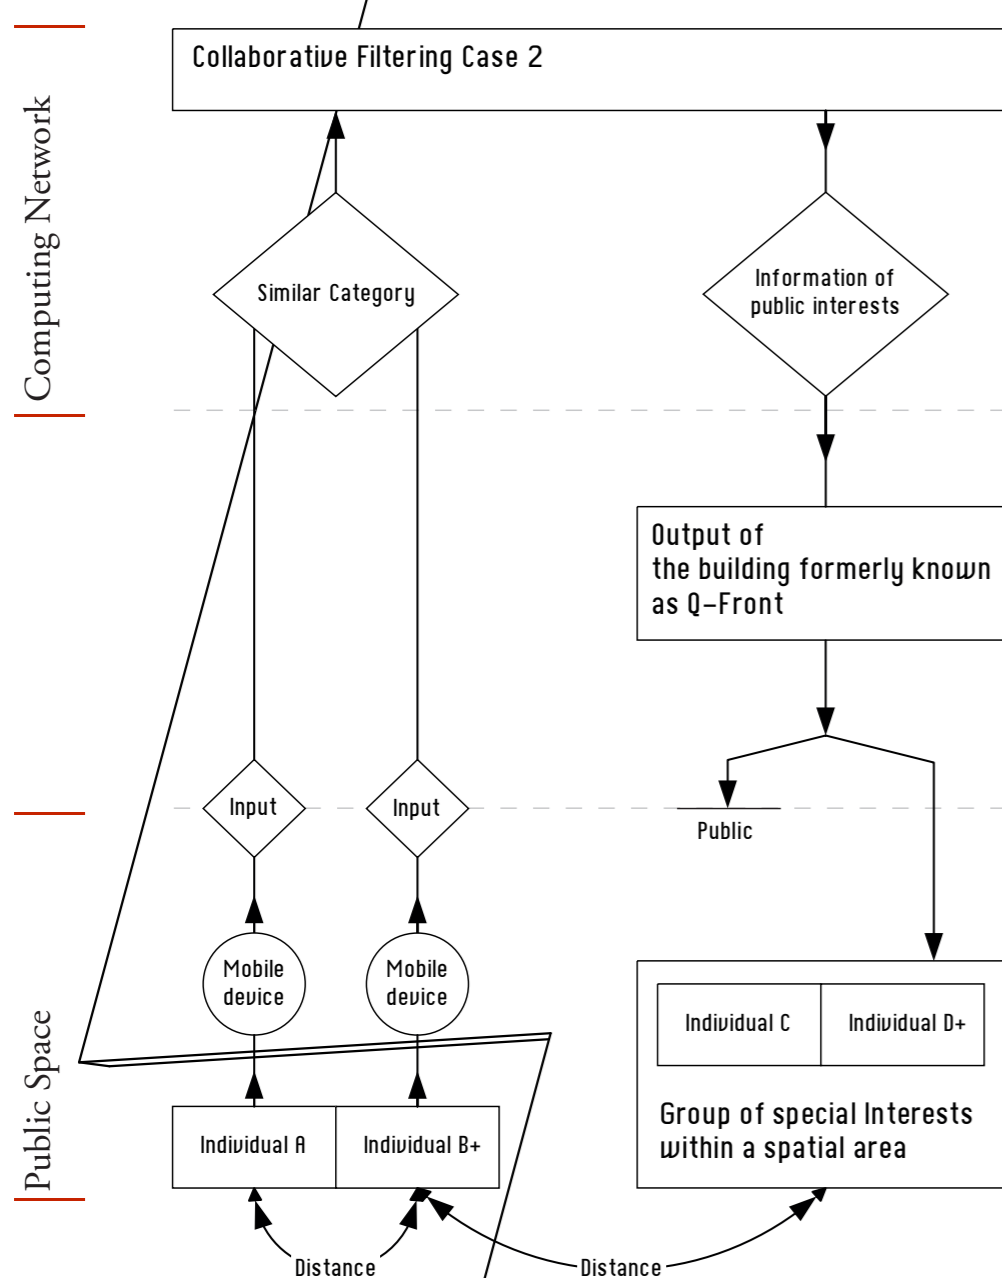 Computing Network
Collaborative Filtering Case 2
Similar Category
Information of
public interests
Output of
the building formerly known
as Q-Front
Input
Input
Public
Public Space
Mobile
device
Mobile
device
Individual A
Individual B+
Individual C
Individual D+
Group of special Interests
within a spatial area
Distance
Distance